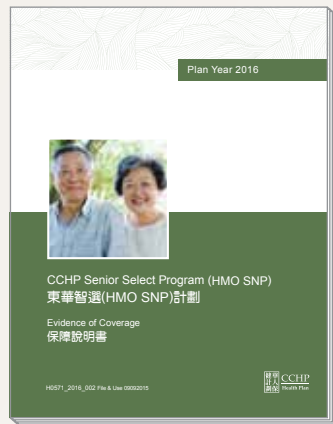 Plan Year 2016
CCHP Senior Select Program (HMO SNP)
東華智選(HMO SNP)計劃
Evidence of Coverage
保障說明書
H0571_2016_002 File & Use 09092015
CCHP
Health Plan